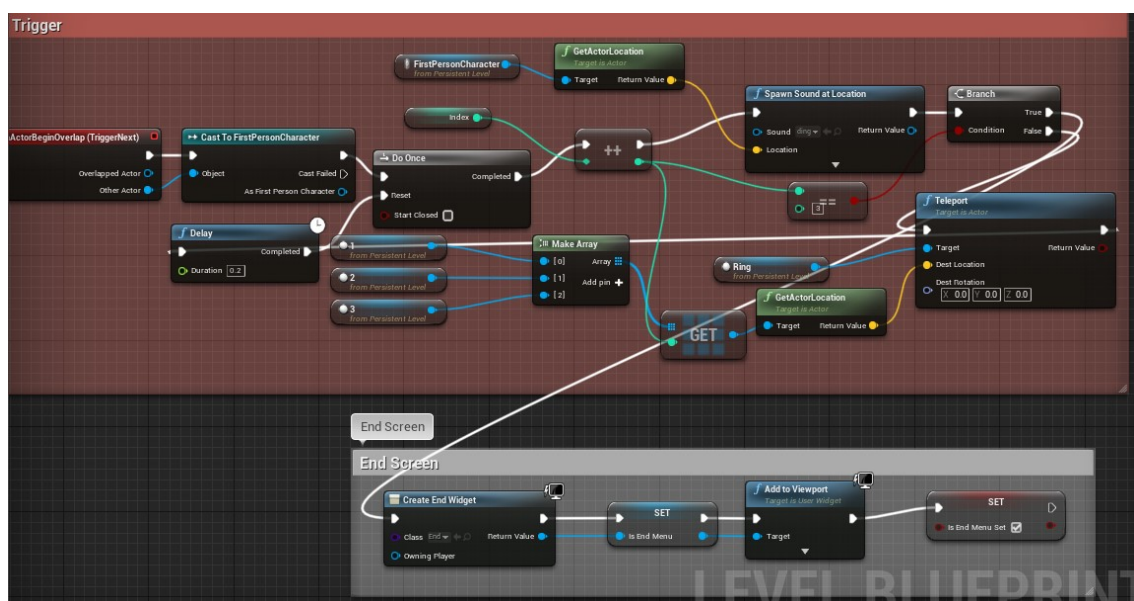 Trigger
ActorBeginOverlap (TriggerNext)
Overlapped Actor
Other Actor
Cast To FirstPersonCharacter
Object
Cast Failed
As First Person Character
Do Once
Completed
Reset
Start Closed
Delay
Completed
Duration 0.2
FirstPersonCharacter
from Persistent Level
GetActorLocation
Target is Actor
Target
Return Value
Index
++
Spawn Sound at Location
Sound ding
Return Value
Location
Branch
True
Condition
False
3
==
1
from Persistent Level
2
from Persistent Level
3
from Persistent Level
Make Array
[0]
Array
[1]
Add pin +
[2]
GET
Ring
from Persistent Level
GetActorLocation
Target is Actor
Target
Return Value
Teleport
Target is Actor
Target
Return Value
Dest Location
Dest Rotation
X 0.0 Y 0.0 Z 0.0
End Screen
End Screen
Create End Widget
Class End
Return Value
Owning Player
SET
Is End Menu
Add to Viewport
Target is User Widget
Target
SET
Is End Menu Set
LEVEL BLUEPRINT